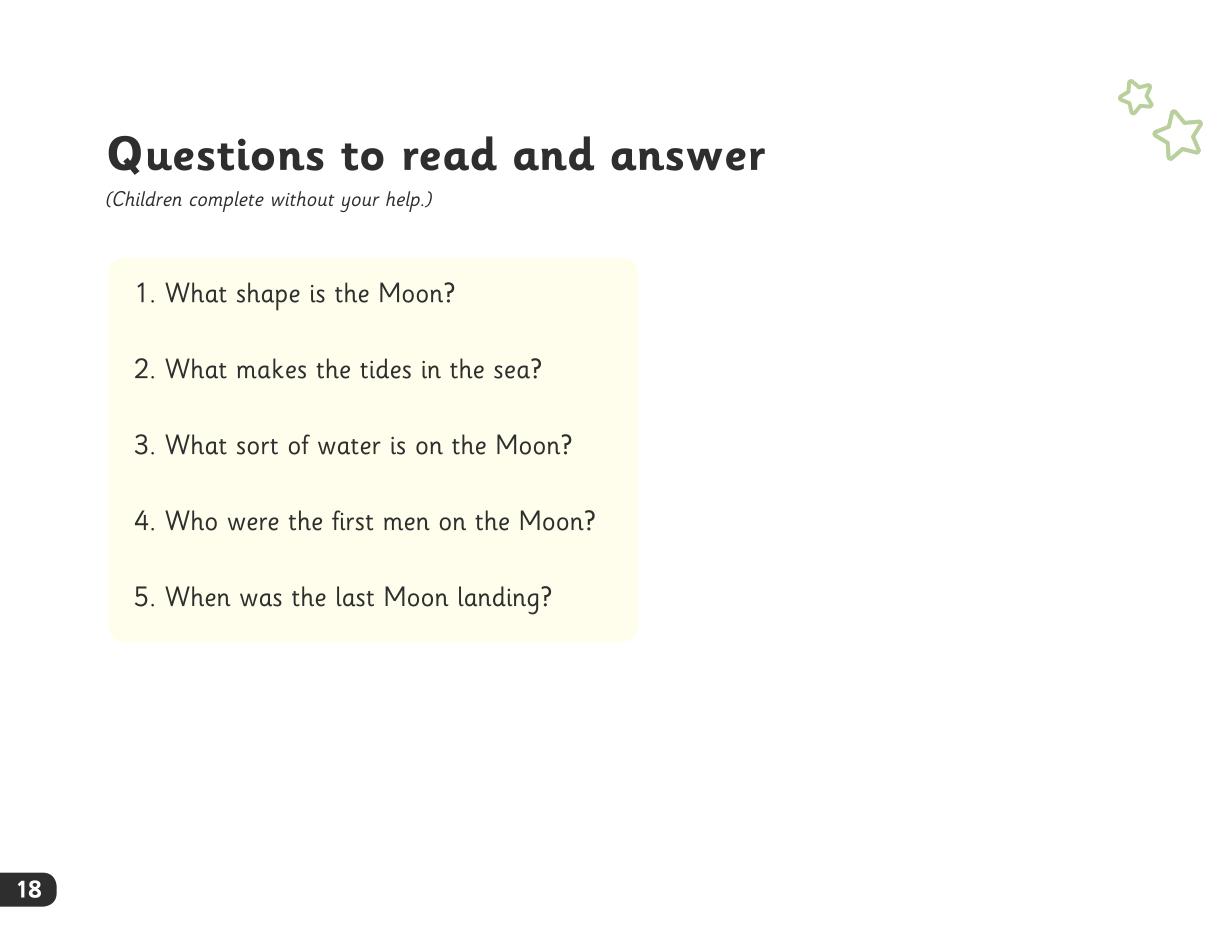 Questions to read and answer
(Children complete without your help.)
1. What shape is the Moon?
2. What makes the tides in the sea?
3. What sort of water is on the Moon?
4. Who were the first men on the Moon?
5. When was the last Moon landing?
18